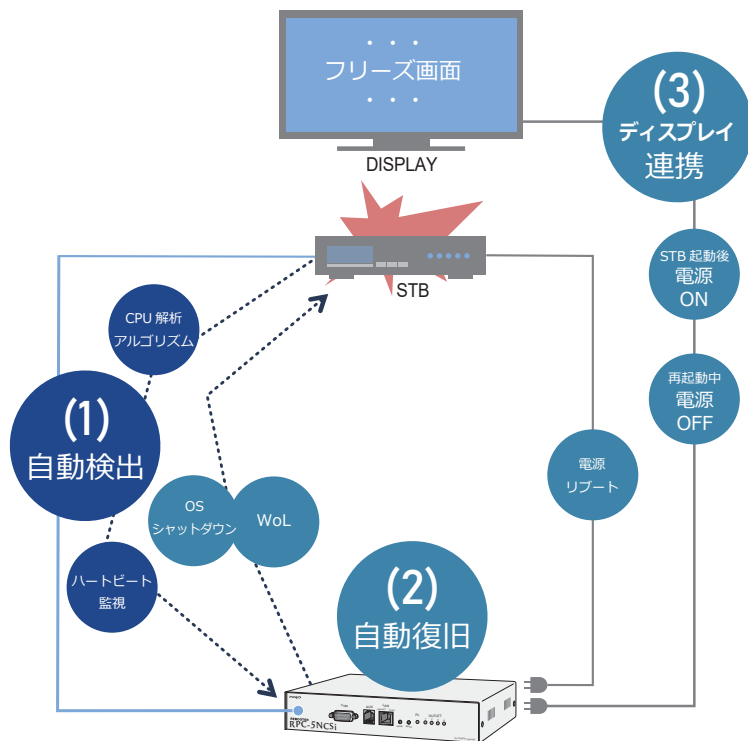 ・・・
フリーズ画面
・・・
DISPLAY
(3)
ディスプレイ
連携
STB
STB 起動後
電源
ON
CPU 解析
アルゴリズム
再起動中
電源
OFF
(1)
自動検出
電源
リブート
OS
シャットダウン
WoL
ハートビート
監視
(2)
自動復旧
RPC-5NCSi